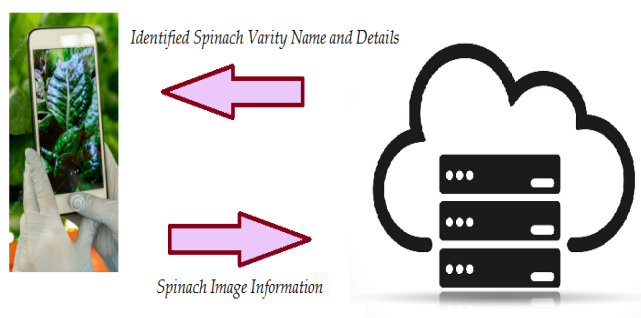 Identified Spinach Varity Name and Details
Spinach Image Information